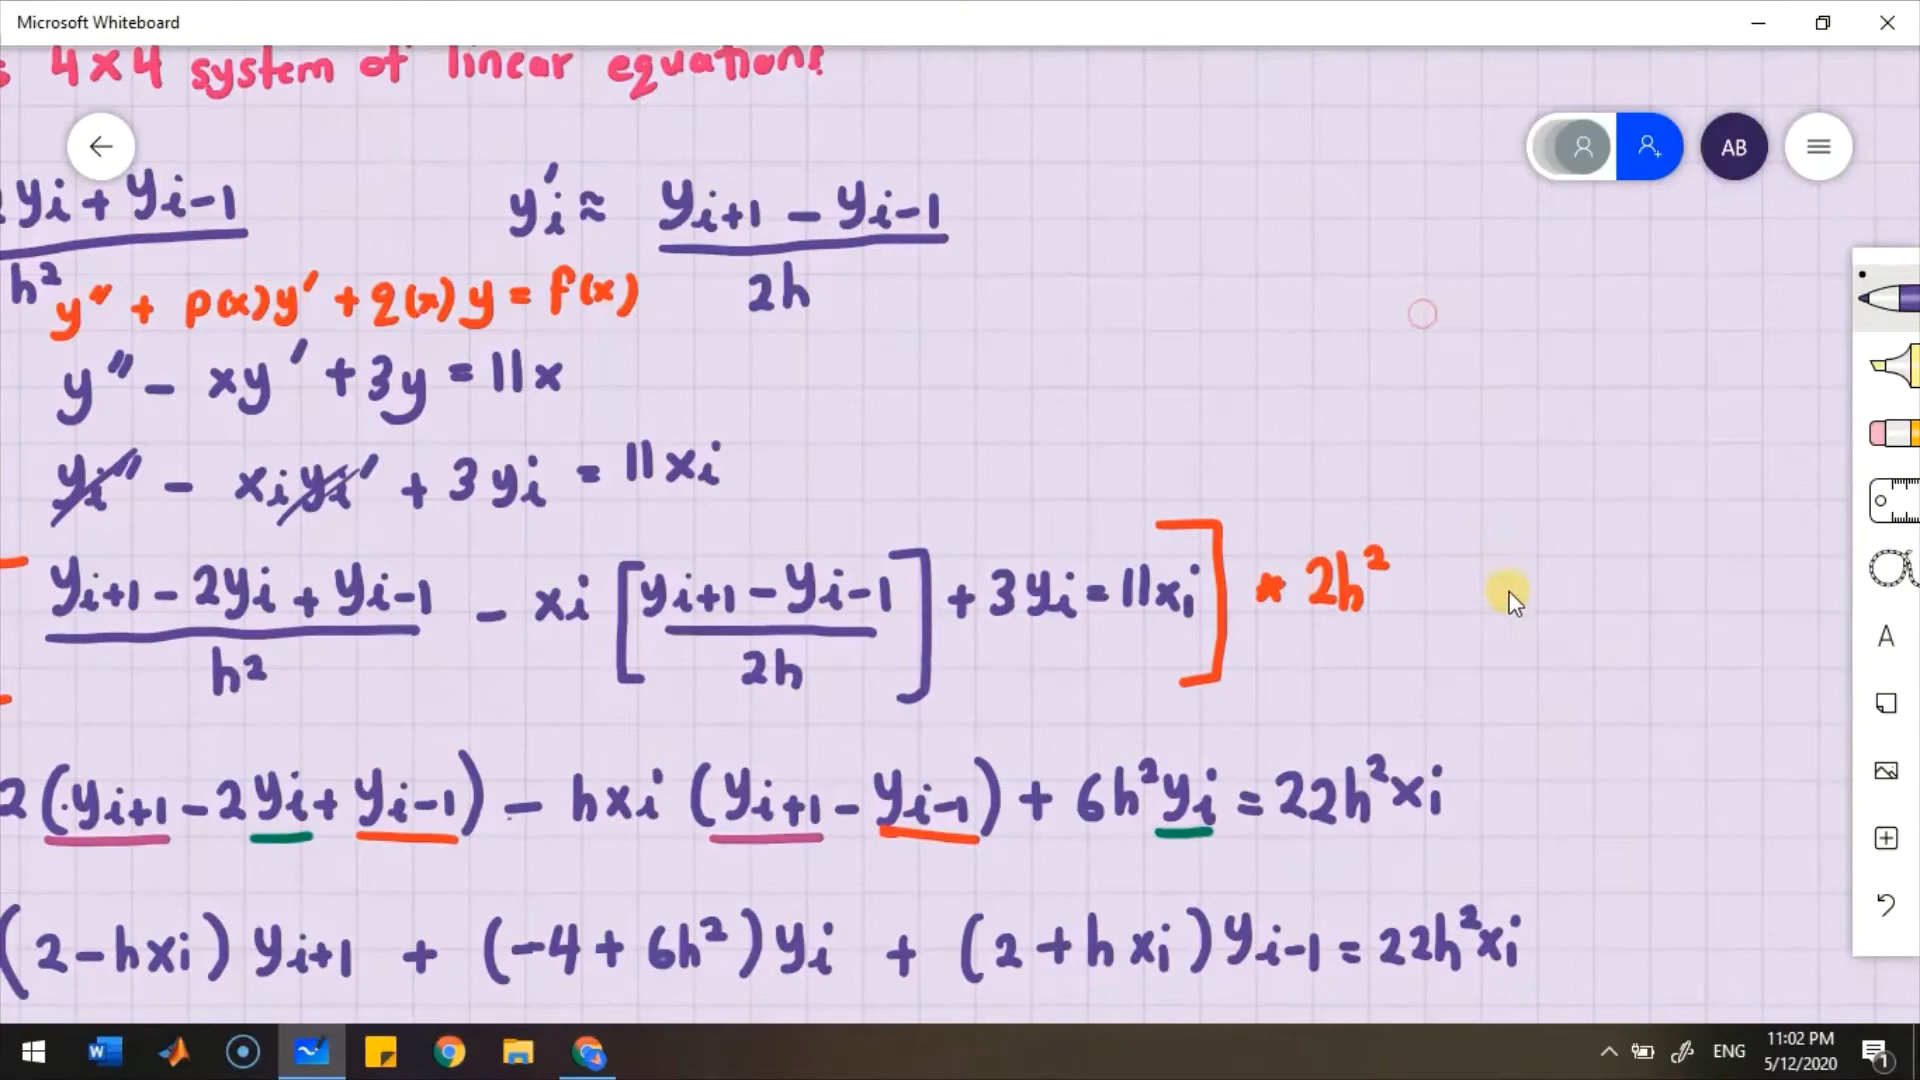 Microsoft Whiteboard
s 4x4 system of linear equations
yi + yi-1
h²
y'i ≈ yi+1 - yi-1
2h
AB
y" + p(x)y' + q(x)y = f(x)
y" - xy' + 3y = 11x
yi" - xiyi' + 3yi = 11xi
yi+1 - 2yi + yi-1 - xi [yi+1 - yi-1] + 3yi = 11xi] * 2h²
h² 2h
2(yi+1 - 2yi + yi-1) - hxi (yi+1 - yi-1) + 6h²yi = 22h²xi
(2-hxi) yi+1 + (-4 + 6h²) yi + (2 + hxi) yi-1 = 22h²xi
A
ENG
11:02 PM
5/12/2020
1